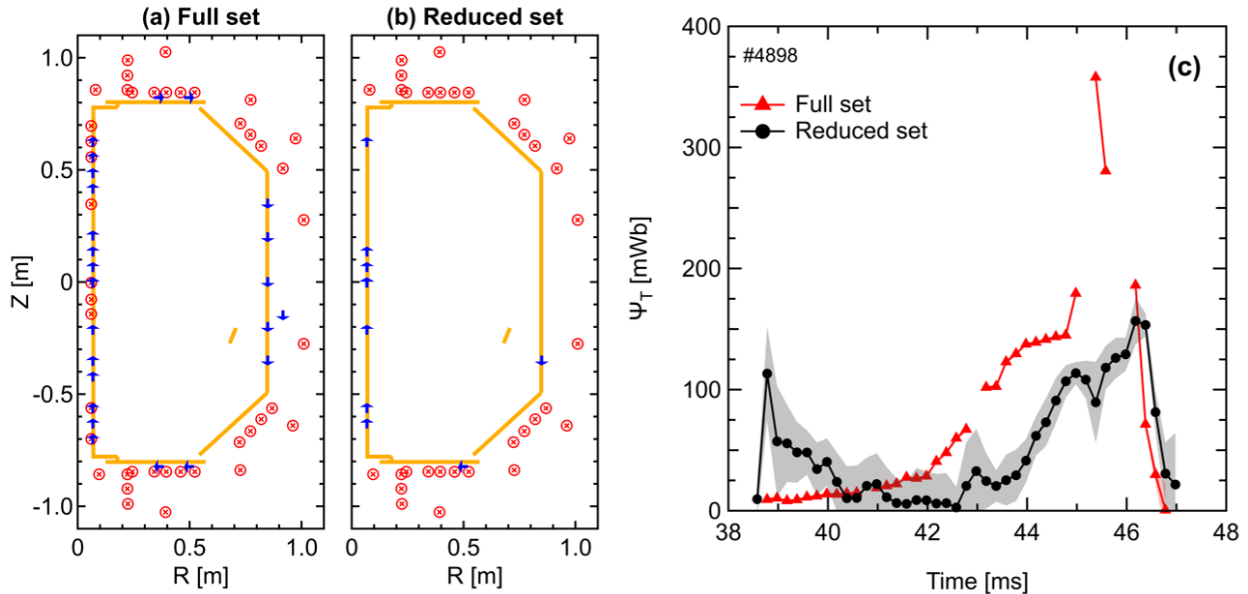 (a) Full set
(b) Reduced set
1.0
0.5
0
-0.5
-1.0
Z [m]
0
0.5
1.0
R [m]
0
0.5
1.0
R [m]
#4898
(c)
Full set
Reduced set
400
300
200
100
0
Ψ_T [mWb]
38
40
42
44
46
48
Time [ms]